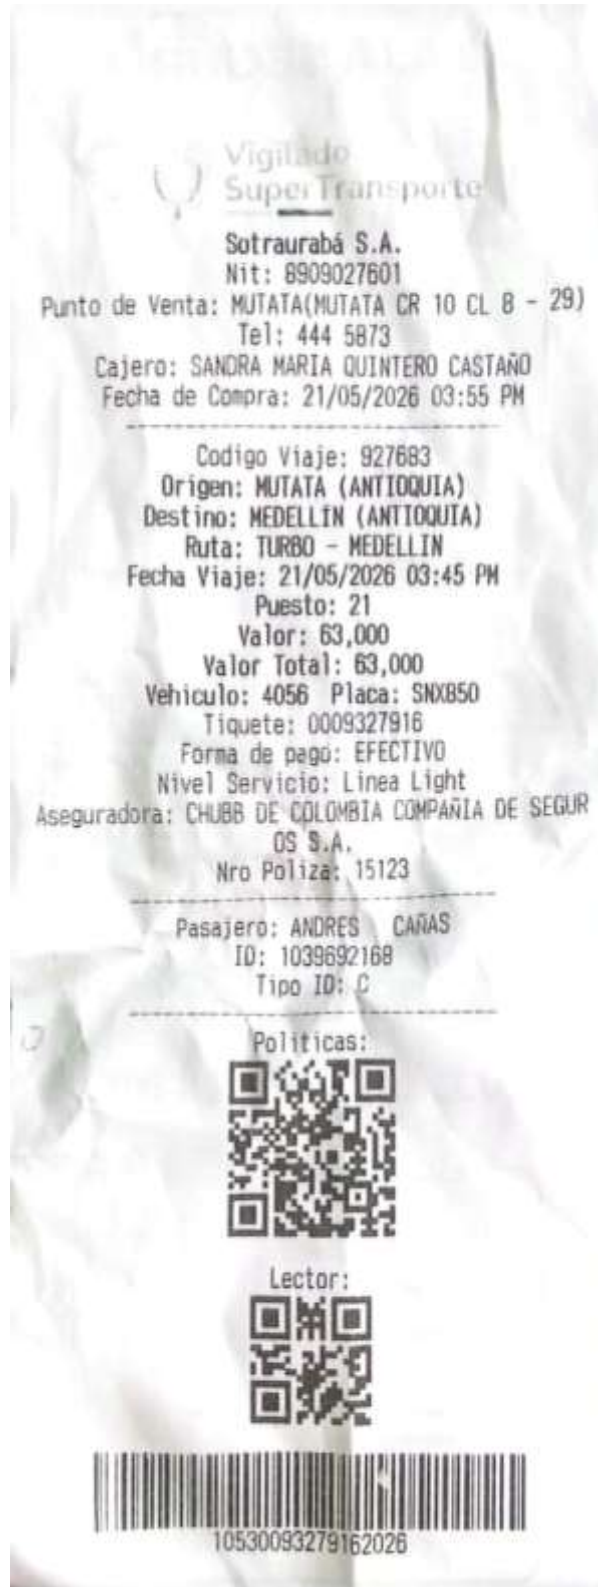 Vigilado
SuperTransporte
Sotraurabá S.A.
Nit: 8909027601
Punto de Venta: MUTATA(MUTATA CR 10 CL 8 - 29)
Tel: 444 5873
Cajero: SANDRA MARIA QUINTERO CASTAÑO
Fecha de Compra: 21/05/2026 03:55 PM
Codigo Viaje: 927683
Origen: MUTATA (ANTIOQUIA)
Destino: MEDELLIN (ANTIOQUIA)
Ruta: TURBO - MEDELLIN
Fecha Viaje: 21/05/2026 03:45 PM
Puesto: 21
Valor: 63,000
Valor Total: 63,000
Vehiculo: 4056 Placa: SNX850
Tiquete: 0009327916
Forma de pago: EFECTIVO
Nivel Servicio: Linea Light
Aseguradora: CHUBB DE COLOMBIA COMPAÑIA DE SEGUR
OS S.A.
Nro Poliza: 15123
Pasajero: ANDRES CAÑAS
ID: 1039692168
Tipo ID: C
Politicas:
Lector:
10530093279162026